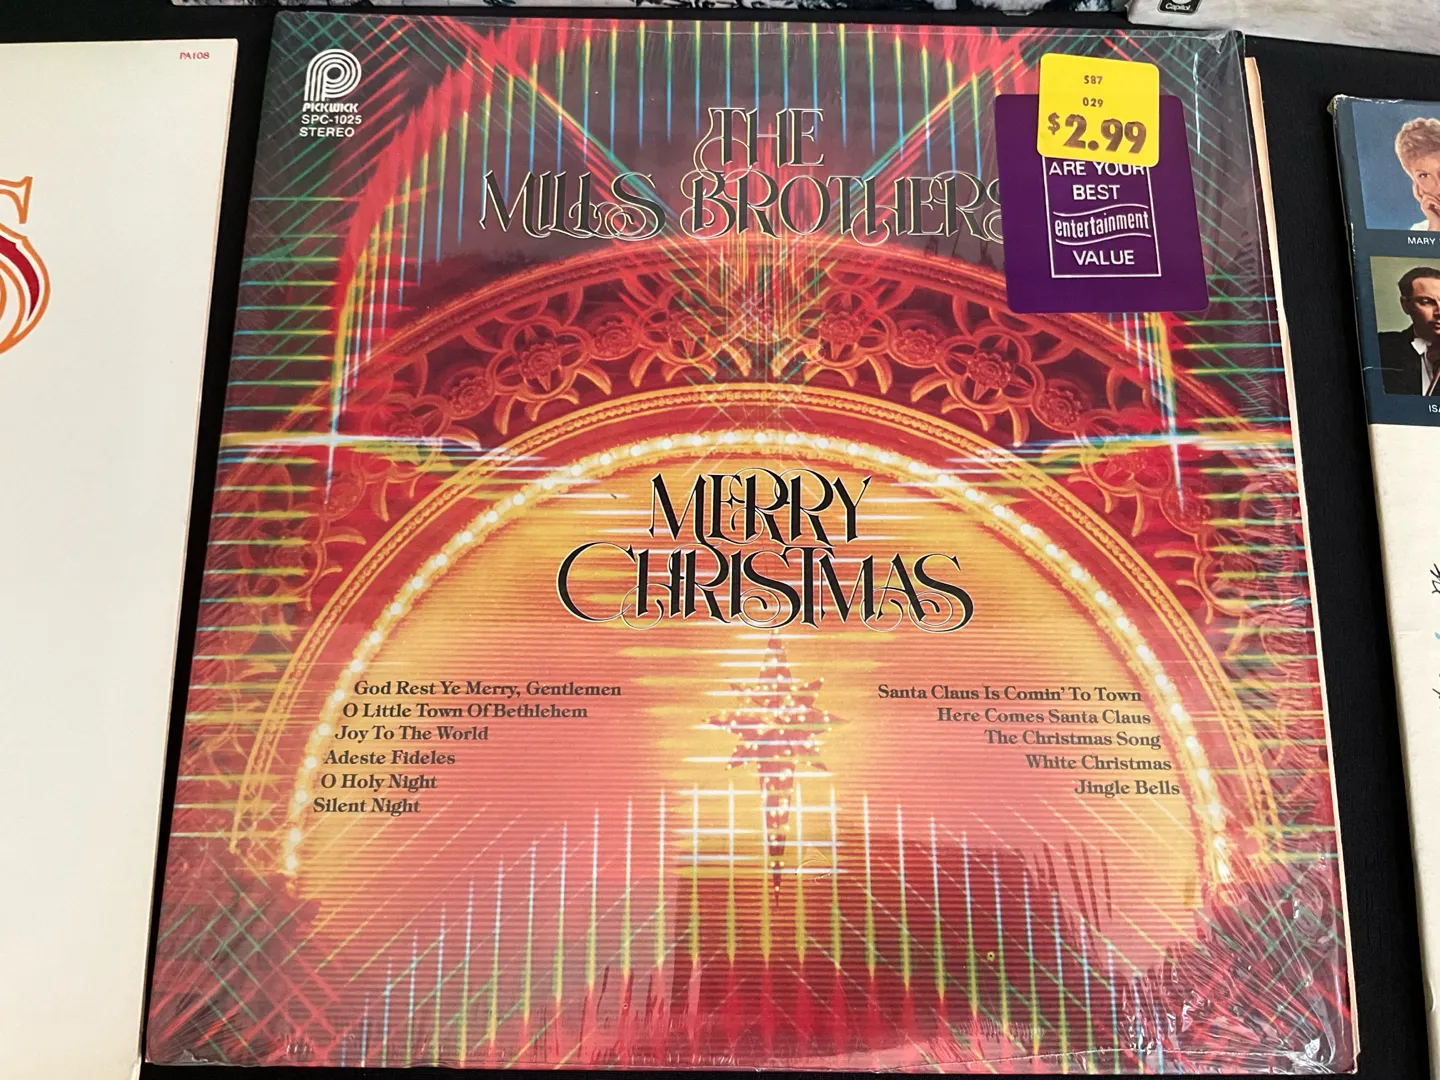 Capitol
PA108
PICKWICK
SPC-1025
STEREO
THE
MILLS BROTHERS
587
029
$2.99
ARE YOUR
BEST
entertainment
VALUE
MERRY
CHRISTMAS
God Rest Ye Merry, Gentlemen
O Little Town Of Bethlehem
Joy To The World
Adeste Fideles
O Holy Night
Silent Night
Santa Claus Is Comin' To Town
Here Comes Santa Claus
The Christmas Song
White Christmas
Jingle Bells
MARY